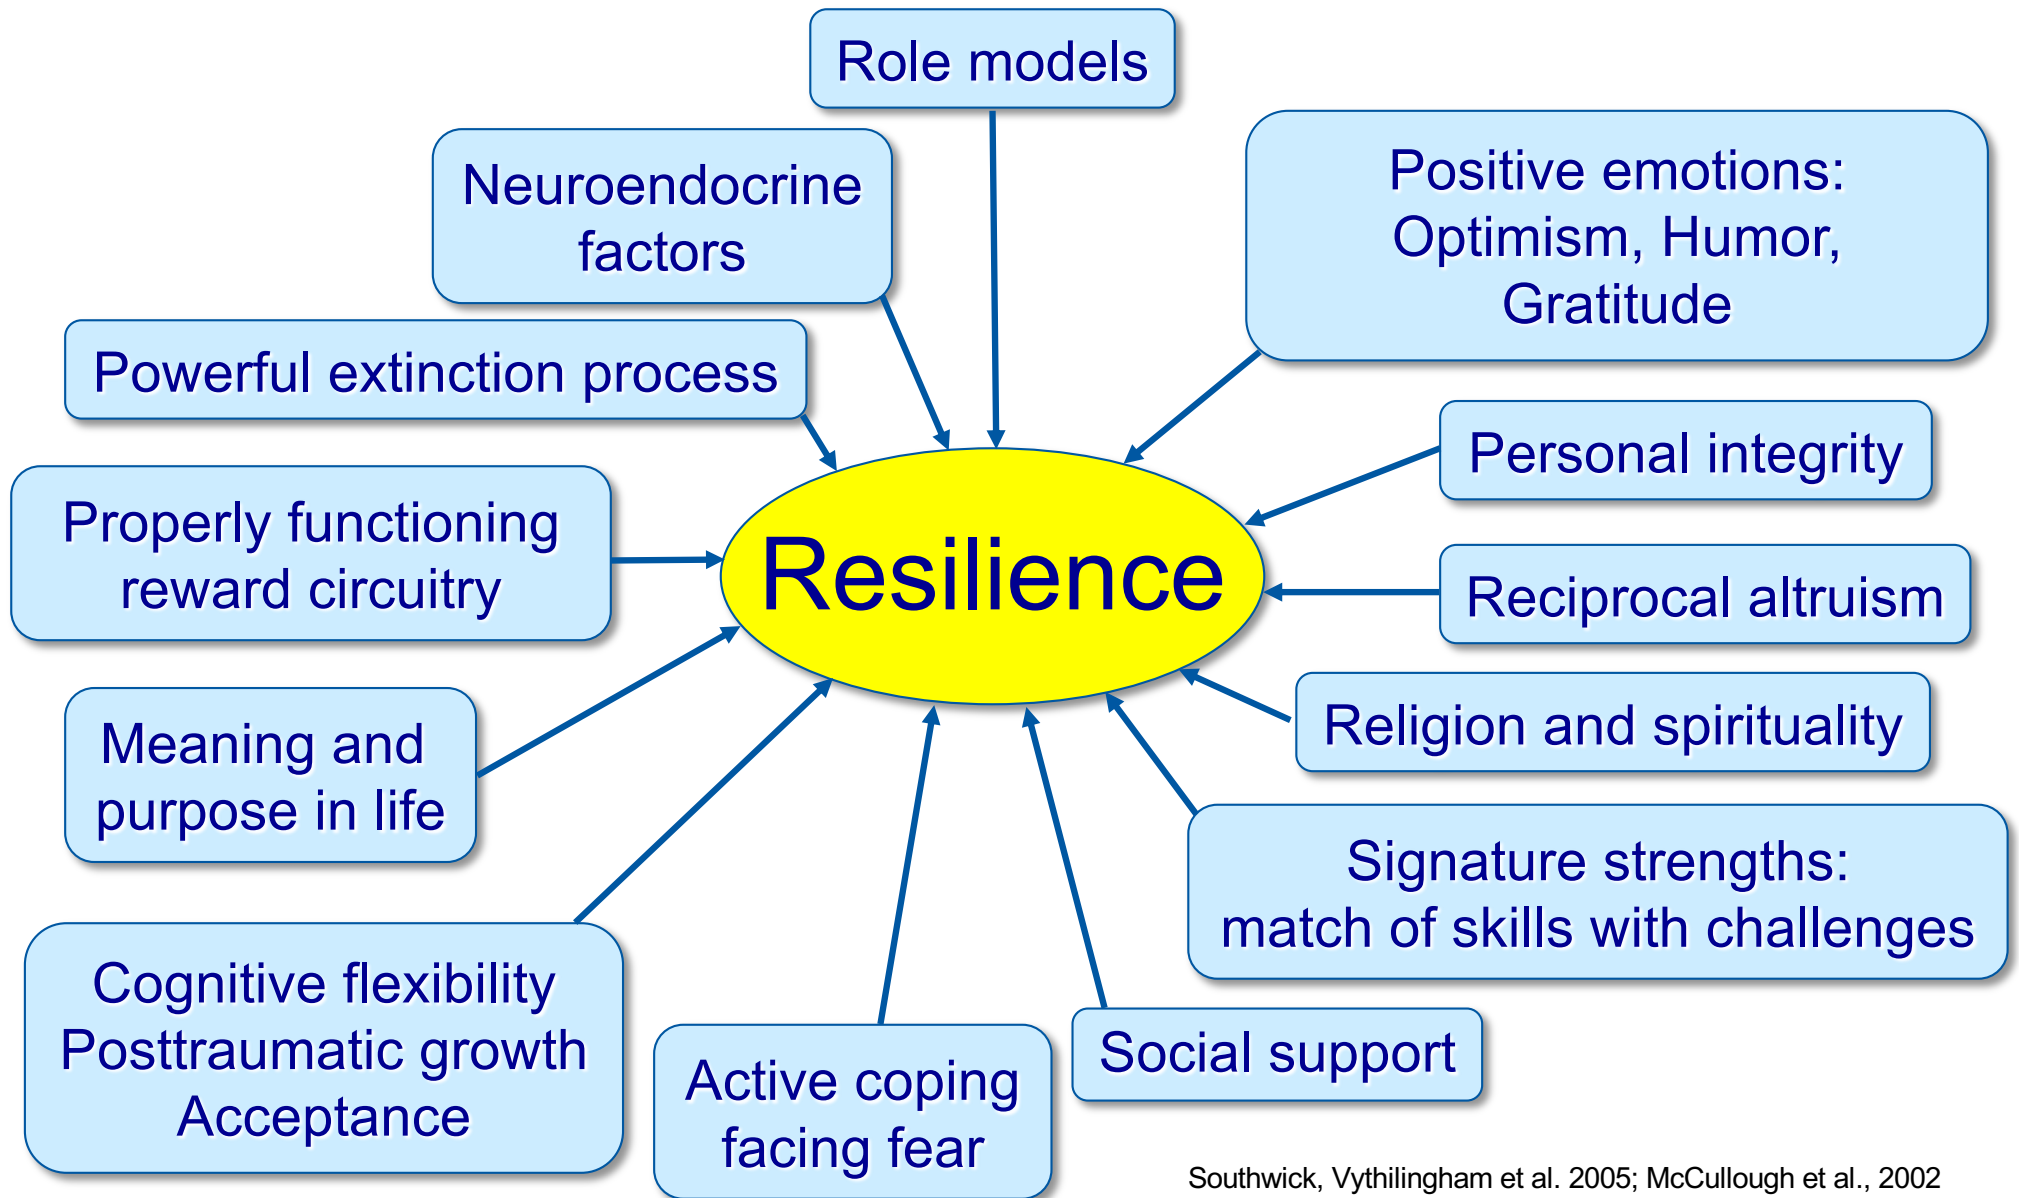 Role models
Neuroendocrine
factors
Positive emotions:
Optimism, Humor,
Gratitude
Powerful extinction process
Personal integrity
Properly functioning
reward circuitry
Resilience
Reciprocal altruism
Meaning and
purpose in life
Religion and spirituality
Signature strengths:
match of skills with challenges
Cognitive flexibility
Posttraumatic growth
Acceptance
Active coping
facing fear
Social support
Southwick, Vythilingham et al. 2005; McCullough et al., 2002